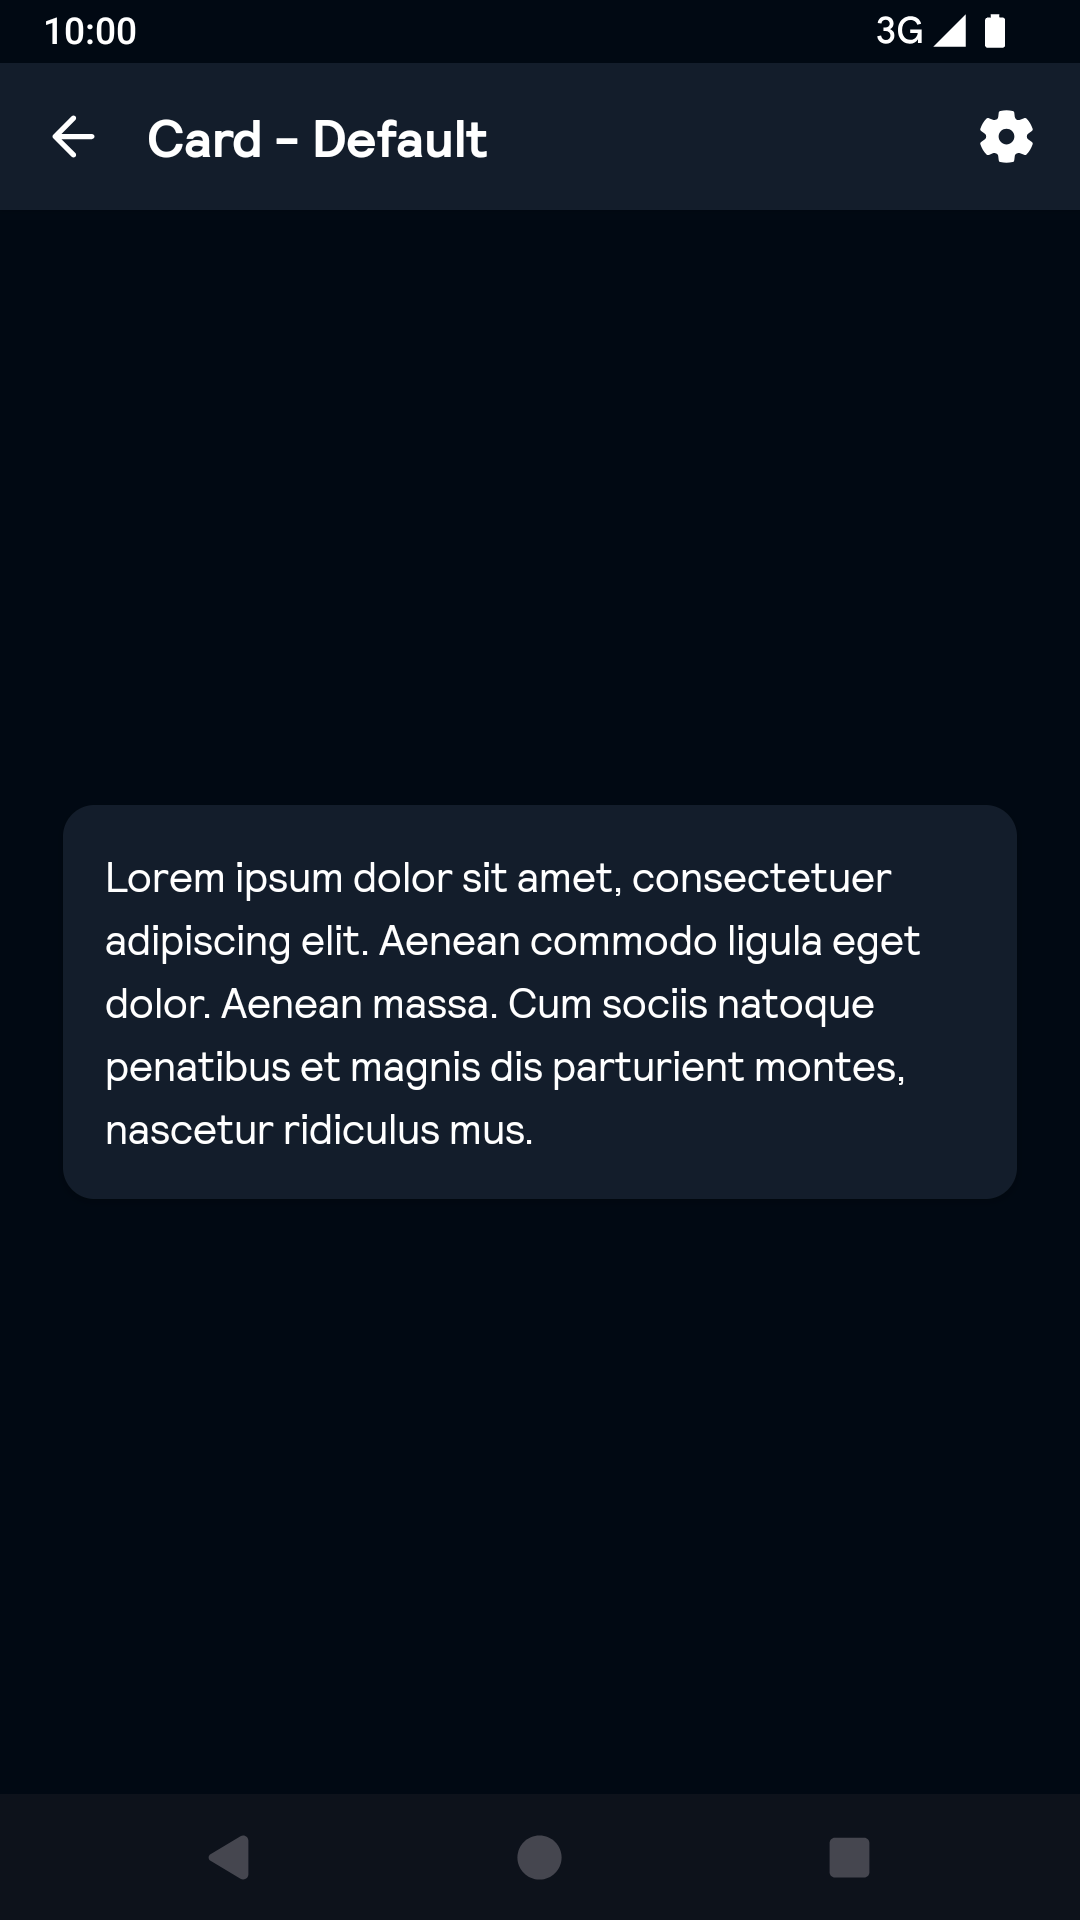 10:00
3G
Card - Default
Lorem ipsum dolor sit amet, consectetuer
adipiscing elit. Aenean commodo ligula eget
dolor. Aenean massa. Cum sociis natoque
penatibus et magnis dis parturient montes,
nascetur ridiculus mus.